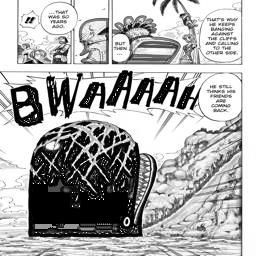 !!
...THAT
WAS 50
YEARS
AGO.
BUT
THEN...
THAT'S WHY
HE KEEPS
BANGING
AGAINST
THE CLIFFS
AND CALLING
TO THE
OTHER SIDE.
BWAAAAAH
HE STILL
THINKS HIS
FRIENDS
ARE
COMING
BACK.